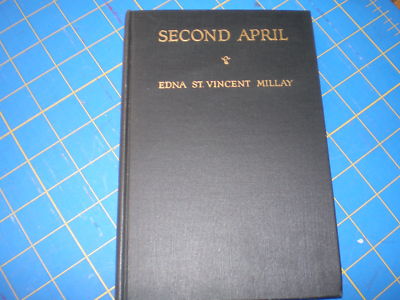 SECOND APRIL
EDNA ST. VINCENT MILLAY